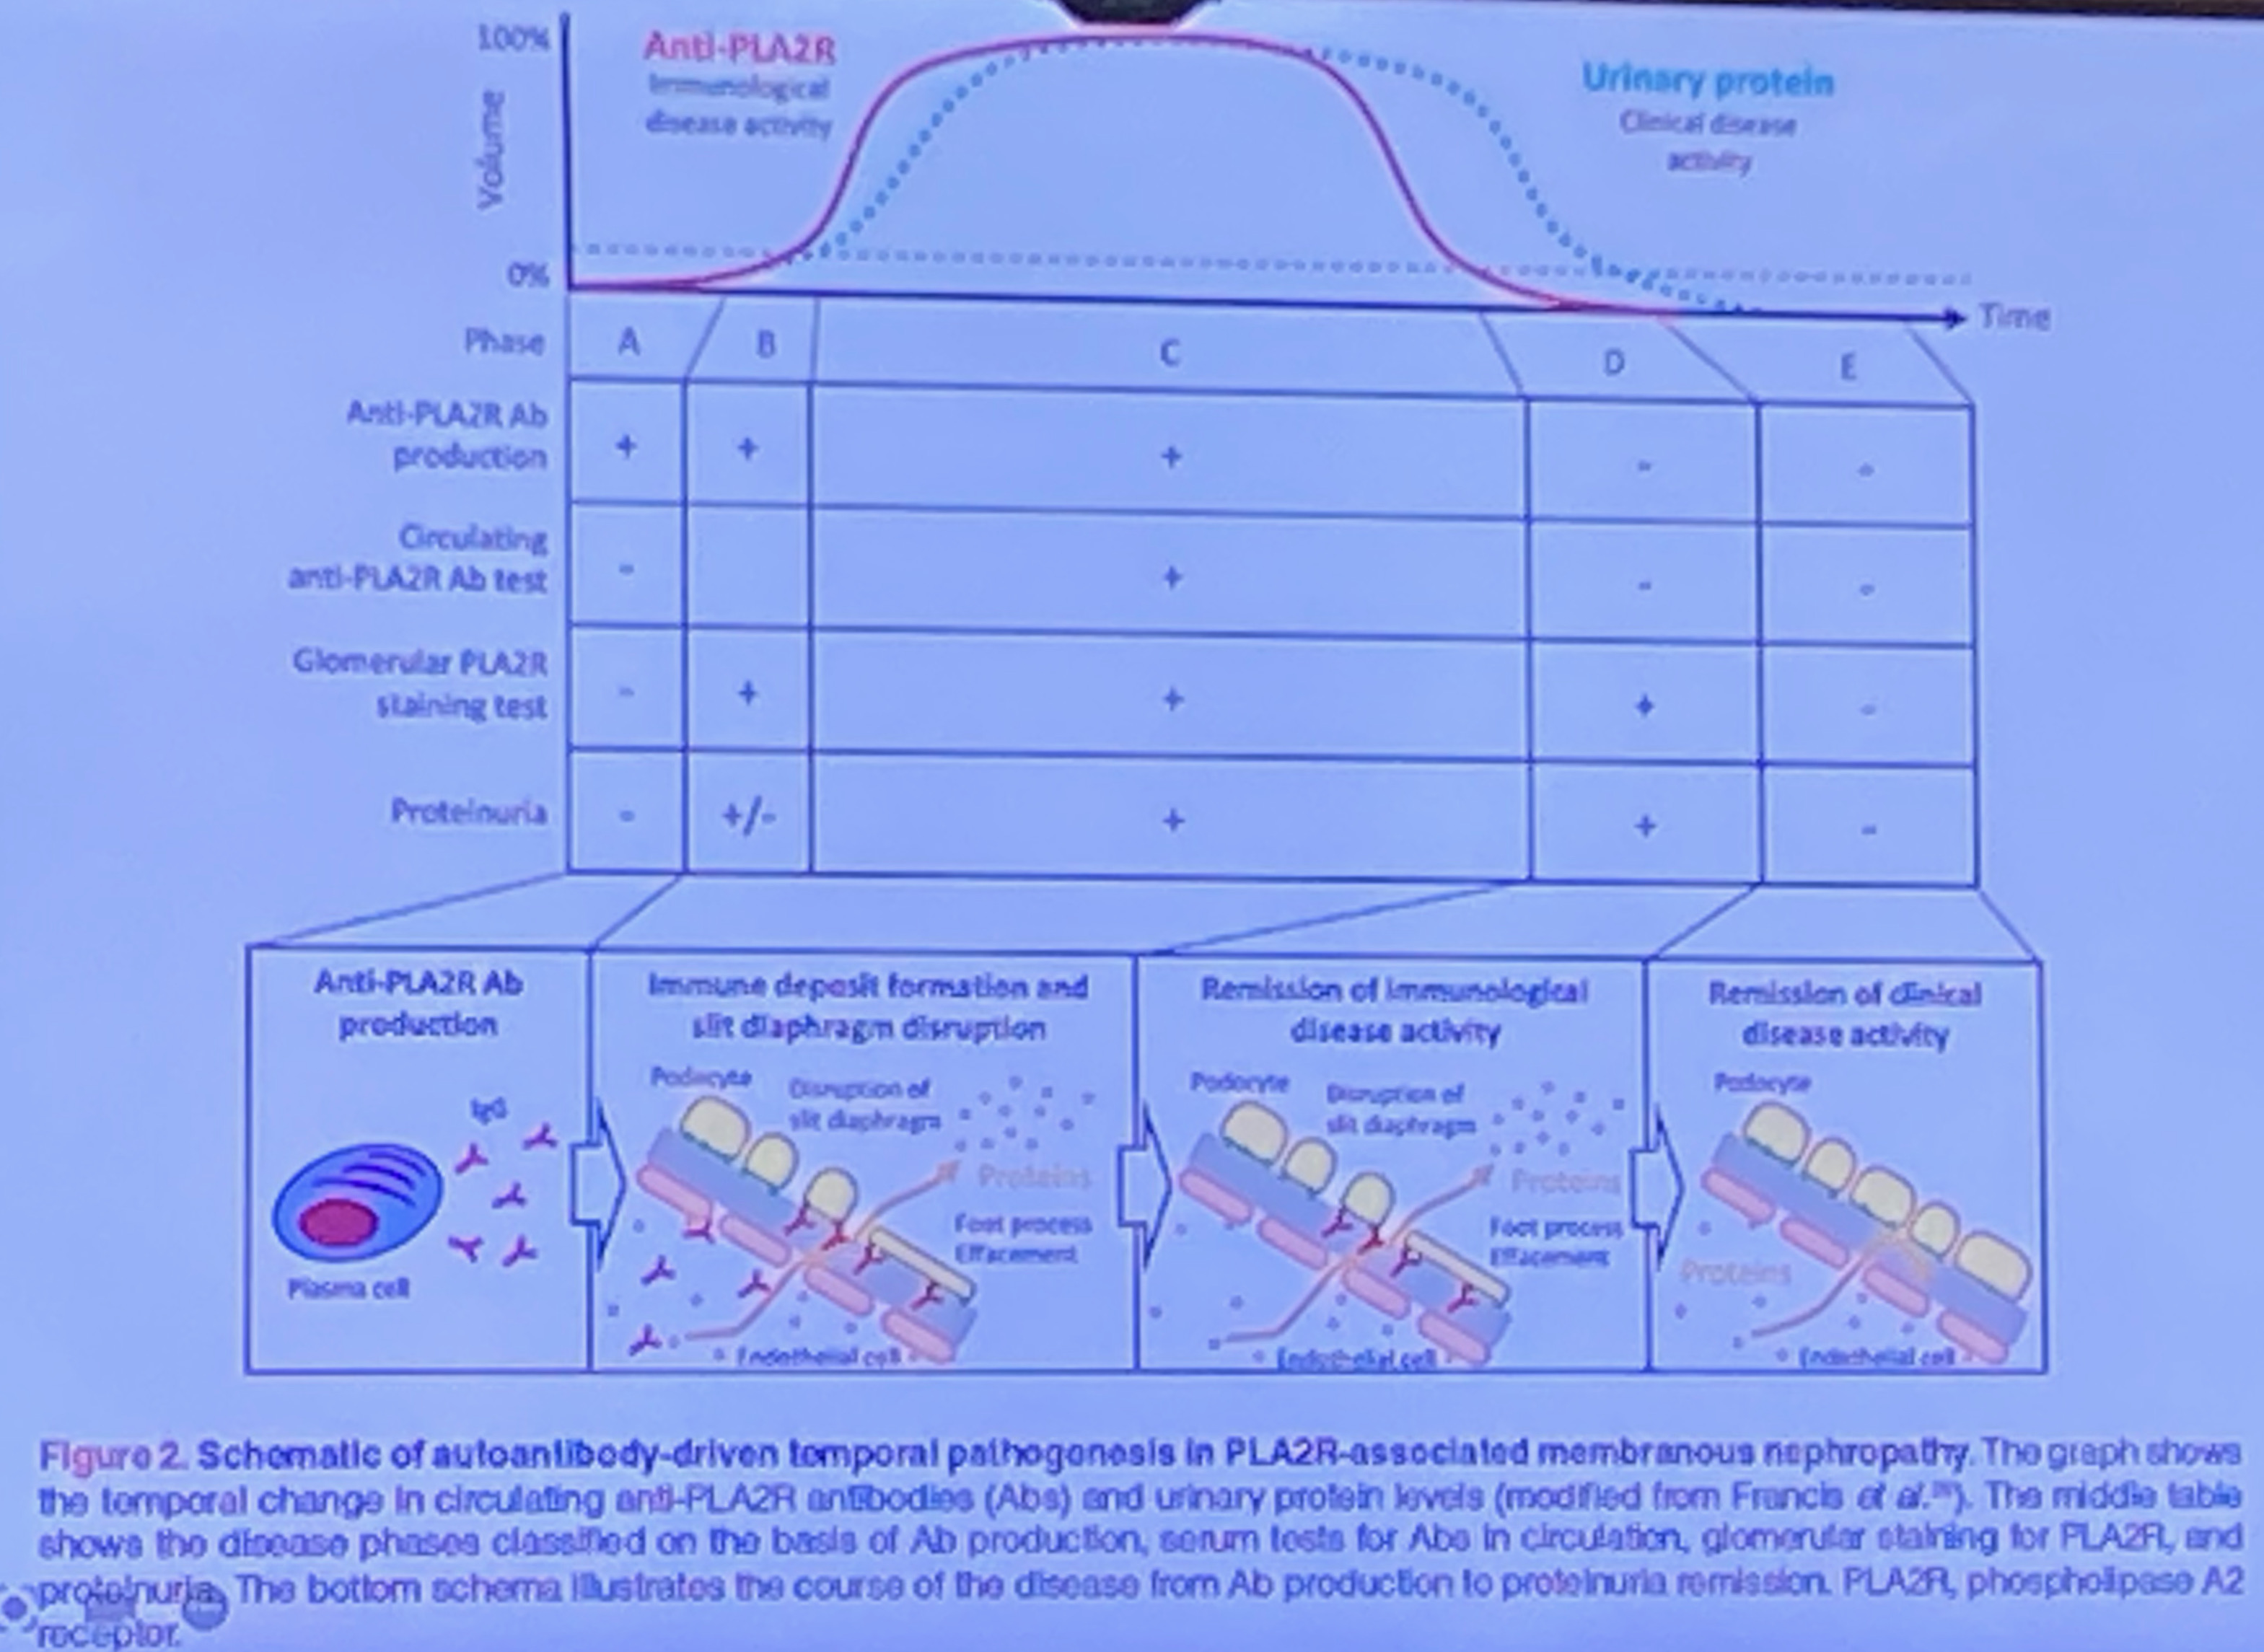 100%
Anti-PLA2R
Immunological
disease activity
Urinary protein
Clinical disease
activity
Volume
0%
Time
Phase A B C D E
Anti-PLA2R Ab
production + + + - -
Circulating
anti-PLA2R Ab test - + - -
Glomerular PLA2R
staining test - + + + -
Proteinuria - +/- + + -
Anti-PLA2R Ab
production
IgG
Plasma cell
Immune deposit formation and
slit diaphragm disruption
Podocyte
Disruption of
slit diaphragm
Proteins
Foot process
Effacement
Endothelial cell
Remission of immunological
disease activity
Podocyte
Disruption of
slit diaphragm
Proteins
Foot process
Effacement
Endothelial cell
Remission of clinical
disease activity
Podocyte
Proteins
Endothelial cell
Figure 2. Schematic of autoantibody-driven temporal pathogenesis in PLA2R-associated membranous nephropathy. The graph shows
the temporal change in circulating anti-PLA2R antibodies (Abs) and urinary protein levels (modified from Francis et al. ). The middle table
shows the disease phases classified on the basis of Ab production, serum tests for Abs in circulation, glomerular staining for PLA2R, and
proteinuria. The bottom schema illustrates the course of the disease from Ab production to proteinuria remission. PLA2R, phospholipase A2
receptor.